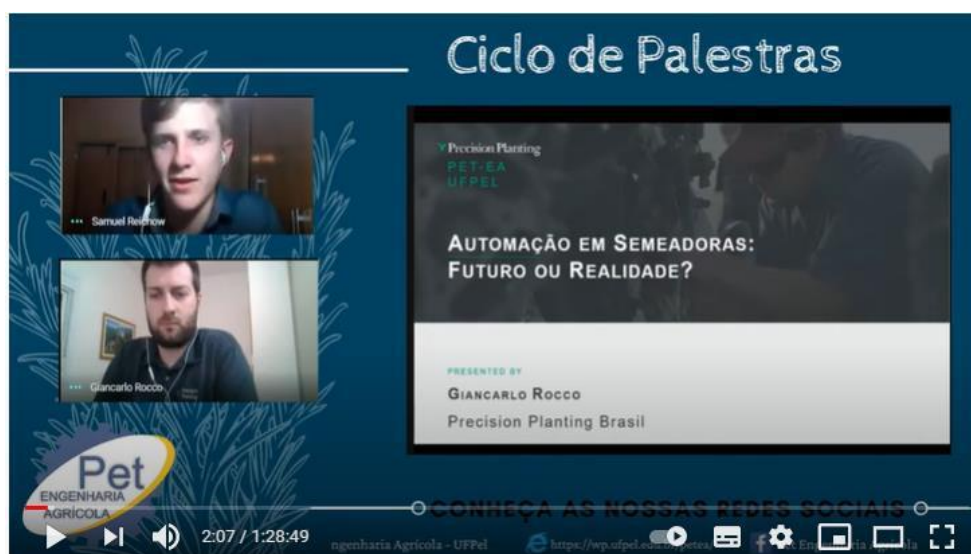 Ciclo de Palestras
Samuel Reichow
Giancarlo Rocco
Precision Planting
PET-EA
UFPEL
AUTOMAÇÃO EM SEMEADORAS:
FUTURO OU REALIDADE?
PRESENTED BY
GIANCARLO ROCCO
Precision Planting Brasil
Pet
ENGENHARIA
AGRÍCOLA
CONHEÇA AS NOSSAS REDES SOCIAIS
2:07 / 1:28:49
ngenharia Agrícola - UFPel
https://wp.ufpel.edu.br/petea/
Engenharia Agrícola